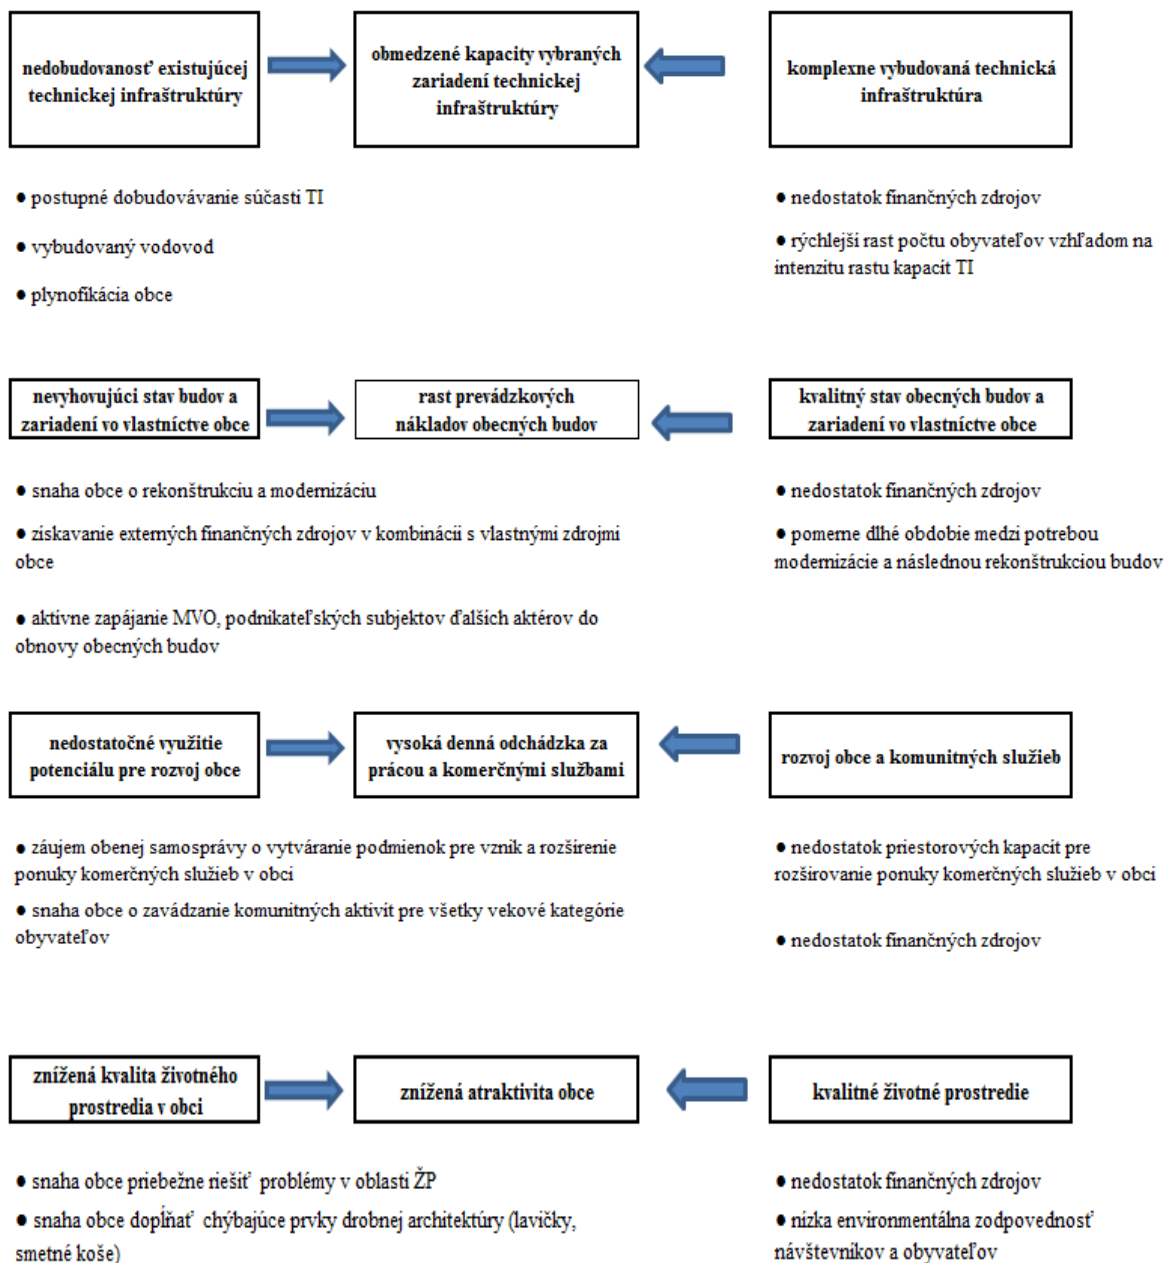 nedobudovanosť existujúcej
technickej infraštruktúry
obmedzené kapacity vybraných
zariadení technickej
infraštruktúry
komplexne vybudovaná technická
infraštruktúra
● postupné dobudovávanie súčasti TI
● vybudovaný vodovod
● plynofikácia obce
● nedostatok finančných zdrojov
● rýchlejší rast počtu obyvateľov vzhľadom na
intenzitu rastu kapacit TI
nevyhovujúci stav budov a
zariadení vo vlastníctve obce
rast prevádzkových
nákladov obecných budov
kvalitný stav obecných budov a
zariadení vo vlastníctve obce
● snaha obce o rekonštrukciu a modernizáciu
● získavanie externých finančných zdrojov v kombinácii s vlastnými zdrojmi
obce
● aktívne zapájanie MVO, podnikateľských subjektov ďalších aktérov do
obnovy obecných budov
● nedostatok finančných zdrojov
● pomerne dlhé obdobie medzi potrebou
modernizácie a následnou rekonštrukciou budov
nedostatočné využitie
potenciálu pre rozvoj obce
vysoká denná odchádzka za
prácou a komerčnými službami
rozvoj obce a komunitných služieb
● záujem obenej samosprávy o vytváranie podmienok pre vznik a rozšírenie
ponuky komerčných služieb v obci
● snaha obce o zavádzanie komunitných aktivít pre všetky vekové kategórie
obyvateľov
● nedostatok priestorových kapacit pre
rozširovanie ponuky komerčných služieb v obci
● nedostatok finančných zdrojov
znížená kvalita životného
prostredia v obci
znížená atraktivita obce
kvalitné životné prostredie
● snaha obce priebežne riešiť problémy v oblasti ŽP
● snaha obce dopĺňať chýbajúce prvky drobnej architektúry (lavičky,
smetné koše)
● nedostatok finančných zdrojov
● nízka environmentálna zodpovednosť
návštevníkov a obyvateľov